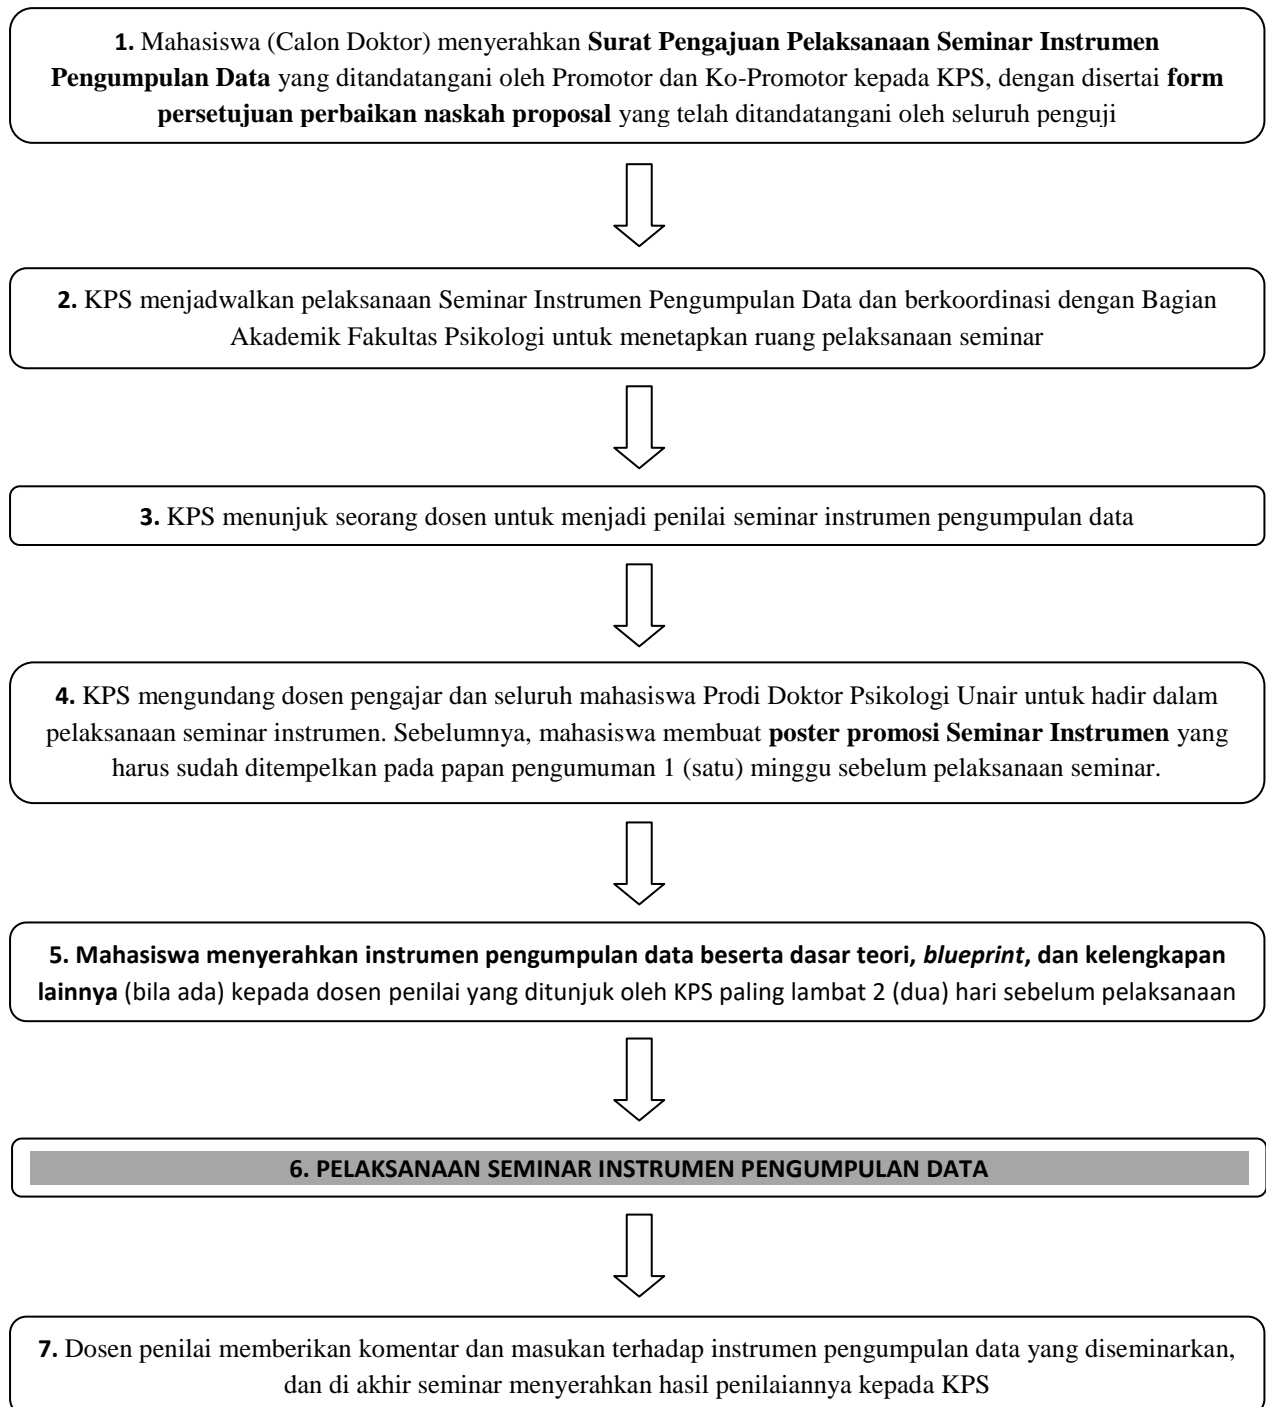 1. Mahasiswa (Calon Doktor) menyerahkan Surat Pengajuan Pelaksanaan Seminar Instrumen
Pengumpulan Data yang ditandatangani oleh Promotor dan Ko-Promotor kepada KPS, dengan disertai form
persetujuan perbaikan naskah proposal yang telah ditandatangani oleh seluruh penguji
2. KPS menjadwalkan pelaksanaan Seminar Instrumen Pengumpulan Data dan berkoordinasi dengan Bagian
Akademik Fakultas Psikologi untuk menetapkan ruang pelaksanaan seminar
3. KPS menunjuk seorang dosen untuk menjadi penilai seminar instrumen pengumpulan data
4. KPS mengundang dosen pengajar dan seluruh mahasiswa Prodi Doktor Psikologi Unair untuk hadir dalam
pelaksanaan seminar instrumen. Sebelumnya, mahasiswa membuat poster promosi Seminar Instrumen yang
harus sudah ditempelkan pada papan pengumuman 1 (satu) minggu sebelum pelaksanaan seminar.
5. Mahasiswa menyerahkan instrumen pengumpulan data beserta dasar teori, blueprint, dan kelengkapan
lainnya (bila ada) kepada dosen penilai yang ditunjuk oleh KPS paling lambat 2 (dua) hari sebelum pelaksanaan
6. PELAKSANAAN SEMINAR INSTRUMEN PENGUMPULAN DATA
7. Dosen penilai memberikan komentar dan masukan terhadap instrumen pengumpulan data yang diseminarkan,
dan di akhir seminar menyerahkan hasil penilaiannya kepada KPS